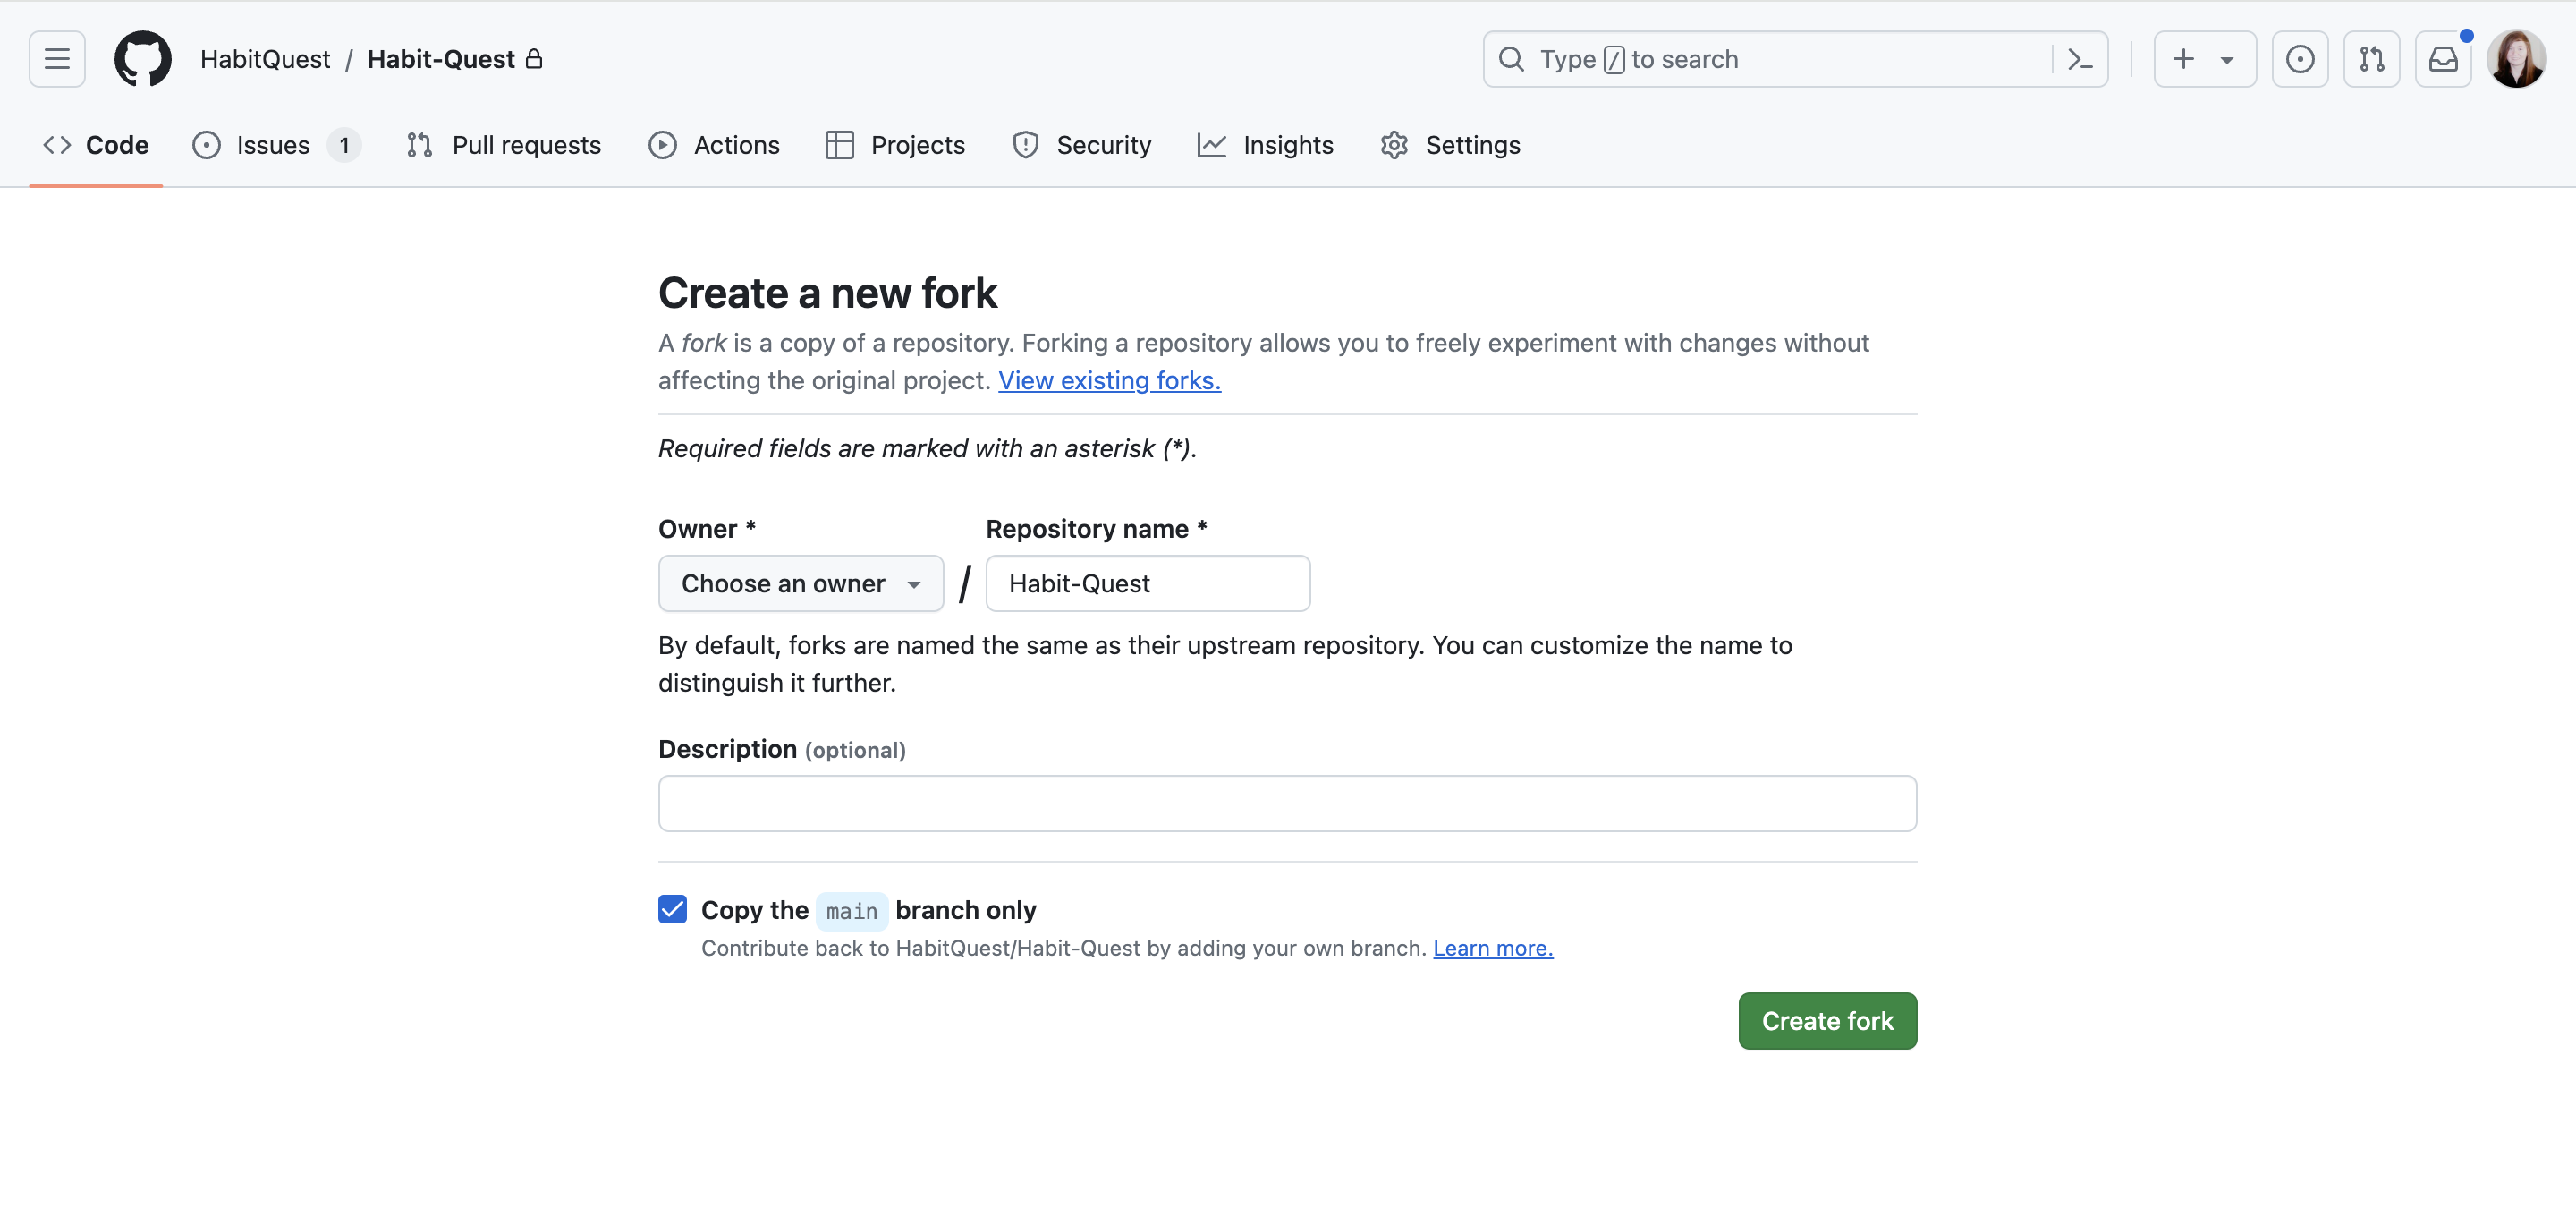 HabitQuest / Habit-Quest
Type / to search
Code
Issues 1
Pull requests
Actions
Projects
Security
Insights
Settings
Create a new fork
A fork is a copy of a repository. Forking a repository allows you to freely experiment with changes without
affecting the original project. View existing forks.
Required fields are marked with an asterisk (*).
Owner *
Repository name *
Choose an owner / Habit-Quest
By default, forks are named the same as their upstream repository. You can customize the name to
distinguish it further.
Description (optional)
Copy the main branch only
Contribute back to HabitQuest/Habit-Quest by adding your own branch. Learn more.
Create fork